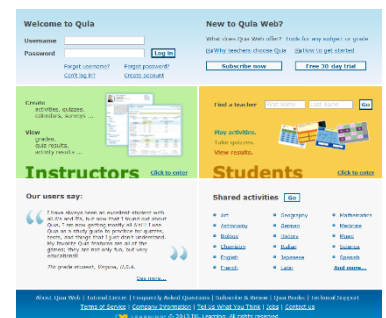 Welcome to Quia
Username
Password
Log in
Forgot username?
Forgot password?
Can't log in?
Create account
New to Quia Web?
What does Quia Web offer? Tools for any subject or grade
Why teachers choose Quia
How to get started
Subscribe now
Free 30 day trial
Create
activities, quizzes,
calendars, surveys ...
View
grades,
quiz results,
activity results ...
Instructors
Click to enter
Find a teacher
First Name
Last Name
Go
Play activities.
Take quizzes.
View results.
Students
Click to enter
Our users say:
I have always been an excellent student with
all A's and B's, but now that I found out about
Quia, I am now getting mostly all A's!! I use
Quia as a study guide to practice for quizzes,
tests, and things that I just don't understand.
My favorite Quia features are all of the
games; they are not only fun, but very
educational!
7th grade student, Virginia, U.S.A.
See more...
Shared activities
Go
Art
Geography
Mathematics
Astronomy
German
Medicine
Biology
History
Music
Chemistry
Italian
Science
English
Japanese
Spanish
French
Latin
And more...
About Quia Web | Tutorial Center | Frequently Asked Questions | Subscribe & Renew | Quia Books | Technical Support
Terms of Service | Company Information | Tell Us What You Think | Jobs | Contact us
LEARNING © 2013 IXL Learning. All rights reserved.